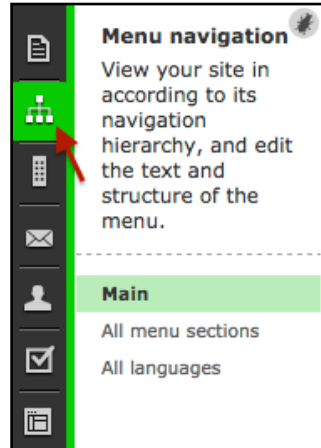 Menu navigation
View your site in
according to its
navigation
hierarchy, and edit
the text and
structure of the
menu.
Main
All menu sections
All languages